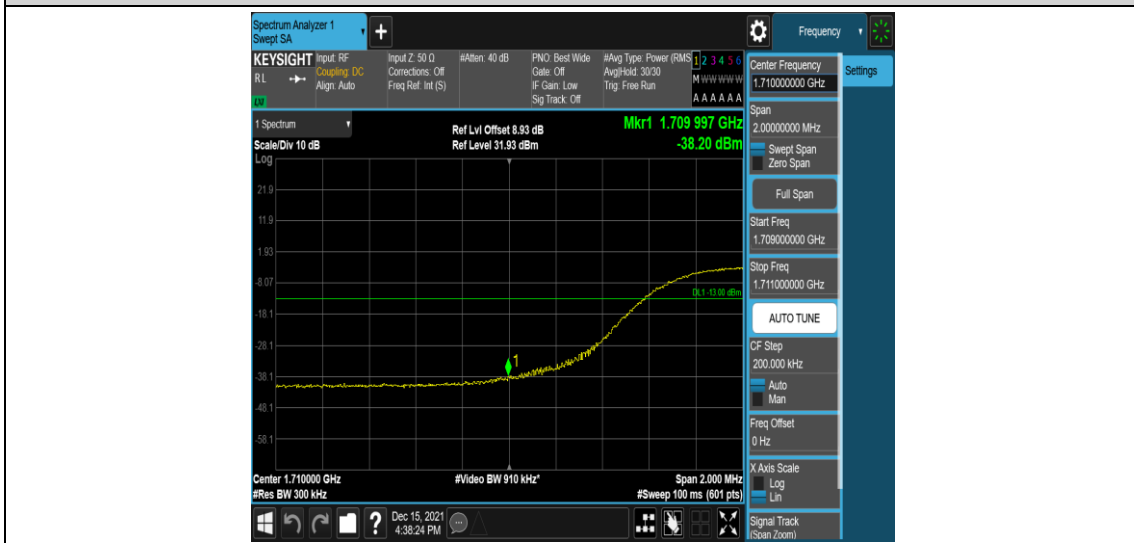 Spectrum Analyzer 1
Swept SA
+
Frequency
KEYSIGHT
RL
LXI
Input: RF
Coupling: DC
Align: Auto
Input Z: 50 Ω
Corrections: Off
Freq Ref: Int (S)
#Atten: 40 dB
PNO: Best Wide
Gate: Off
IF Gain: Low
Sig Track: Off
#Avg Type: Power (RMS
Avg|Hold: 30/30
Trig: Free Run
1 2 3 4 5 6
M W W W W W
A A A A A A
Center Frequency
1.710000000 GHz
Settings
1 Spectrum
Scale/Div 10 dB
Log
Ref Lvl Offset 8.93 dB
Ref Level 31.93 dBm
Mkr1 1.709 997 GHz
-38.20 dBm
21.9
11.9
1.93
-8.07
-18.1
-28.1
-38.1
-48.1
-58.1
DL1 -13.00 dBm
1
Center 1.710000 GHz
#Res BW 300 kHz
#Video BW 910 kHz*
Span 2.000 MHz
#Sweep 100 ms (601 pts)
Span
2.00000000 MHz
Swept Span
Zero Span
Full Span
Start Freq
1.709000000 GHz
Stop Freq
1.711000000 GHz
AUTO TUNE
CF Step
200.000 kHz
Auto
Man
Freq Offset
0 Hz
X Axis Scale
Log
Lin
Signal Track
(Span Zoom)
?
Dec 15, 2021
4:38:24 PM